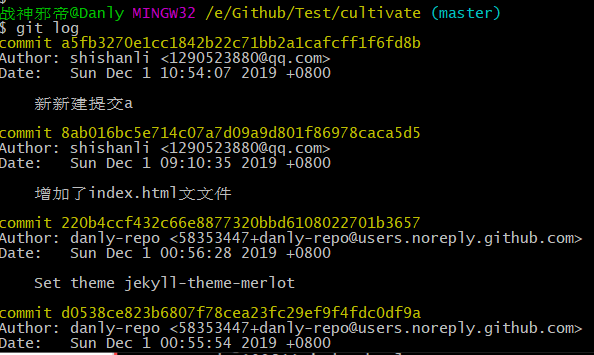 战神邪帝@Danly MINGW32 /e/Github/Test/cultivate (master)
$ git log
commit a5fb3270e1cc1842b22c71bb2a1cafcff1f6fd8b
Author: shishanli <1290523880@qq.com>
Date:   Sun Dec 1 10:54:07 2019 +0800
新新建提交a
commit 8ab016bc5e714c07a7d09a9d801f86978caca5d5
Author: shishanli <1290523880@qq.com>
Date:   Sun Dec 1 09:10:35 2019 +0800
增加了index.html文文件
commit 220b4ccf432c66e8877320bbd6108022701b3657
Author: danly-repo <58353447+danly-repo@users.noreply.github.com>
Date:   Sun Dec 1 00:56:28 2019 +0800
Set theme jekyll-theme-merlot
commit d0538ce823b6807f78cea23fc29ef9f4fdc0df9a
Author: danly-repo <58353447+danly-repo@users.noreply.github.com>
Date:   Sun Dec 1 00:55:54 2019 +0800